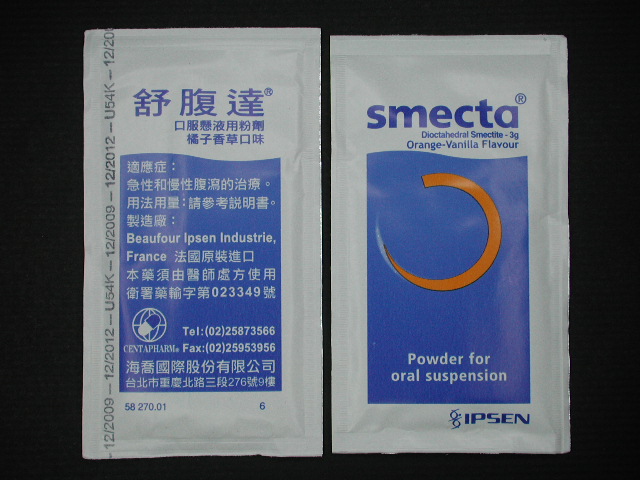 12/2009 – 12/2012 – U54K – 12/2009 – 12/2012 – U54K – 12/2009
舒腹達®
口服懸液用粉劑
橘子香草口味
適應症：
急性和慢性腹瀉的治療。
用法用量：請參考説明書。
製造廠：
Beaufour Ipsen Industrie,
France 法國原裝進口
本藥須由醫師處方使用
衛署藥輸字第023349號
CENTAPHARM®
Tel:(02)25873566
Fax:(02)25953956
海喬國際股份有限公司
台北市重慶北路三段276號9樓
58 270.01 6
smecta®
Dioctahedral Smectite - 3g
Orange-Vanilla Flavour
Powder for
oral suspension
IPSEN